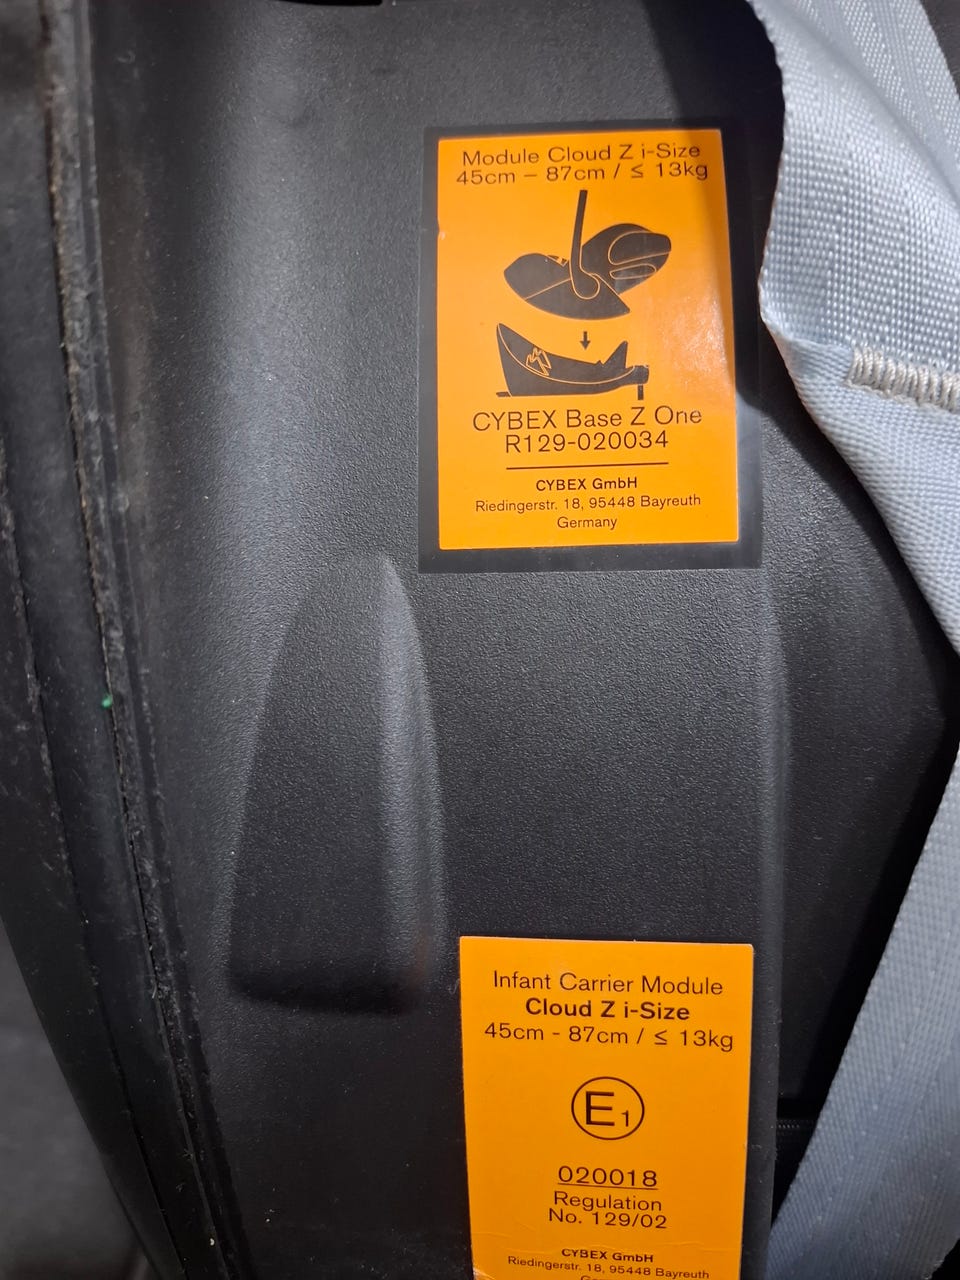 Module Cloud Z i-Size
45cm – 87cm / ≤ 13kg
CYBEX Base Z One
R129-020034
CYBEX GmbH
Riedingerstr. 18, 95448 Bayreuth
Germany
Infant Carrier Module
Cloud Z i-Size
45cm - 87cm / ≤ 13kg
E1
020018
Regulation
No. 129/02
CYBEX GmbH
Riedingerstr. 18, 95448 Bayreuth